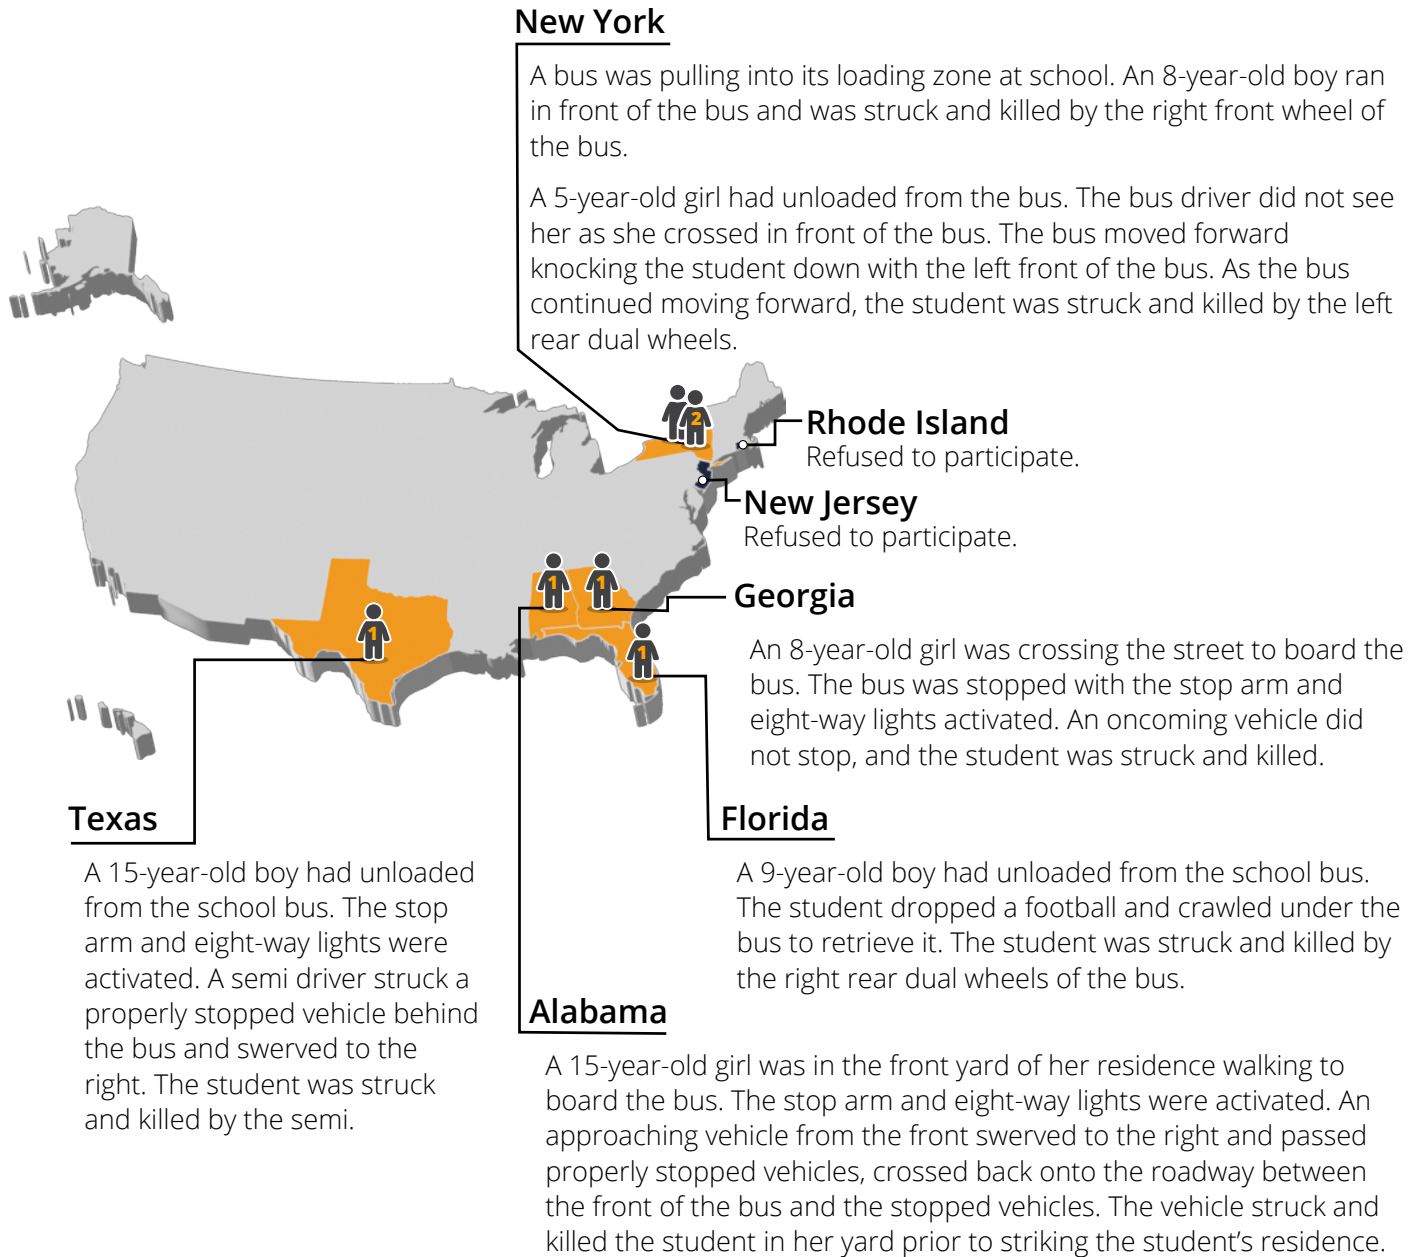 New York
A bus was pulling into its loading zone at school. An 8-year-old boy ran
in front of the bus and was struck and killed by the right front wheel of
the bus.
A 5-year-old girl had unloaded from the bus. The bus driver did not see
her as she crossed in front of the bus. The bus moved forward
knocking the student down with the left front of the bus. As the bus
continued moving forward, the student was struck and killed by the left
rear dual wheels.
2
Rhode Island
Refused to participate.
New Jersey
Refused to participate.
1
1
Georgia
An 8-year-old girl was crossing the street to board the
bus. The bus was stopped with the stop arm and
eight-way lights activated. An oncoming vehicle did
not stop, and the student was struck and killed.
1
1
Texas
A 15-year-old boy had unloaded
from the school bus. The stop
arm and eight-way lights were
activated. A semi driver struck a
properly stopped vehicle behind
the bus and swerved to the
right. The student was struck
and killed by the semi.
Florida
A 9-year-old boy had unloaded from the school bus.
The student dropped a football and crawled under the
bus to retrieve it. The student was struck and killed by
the right rear dual wheels of the bus.
Alabama
A 15-year-old girl was in the front yard of her residence walking to
board the bus. The stop arm and eight-way lights were activated. An
approaching vehicle from the front swerved to the right and passed
properly stopped vehicles, crossed back onto the roadway between
the front of the bus and the stopped vehicles. The vehicle struck and
killed the student in her yard prior to striking the student's residence.